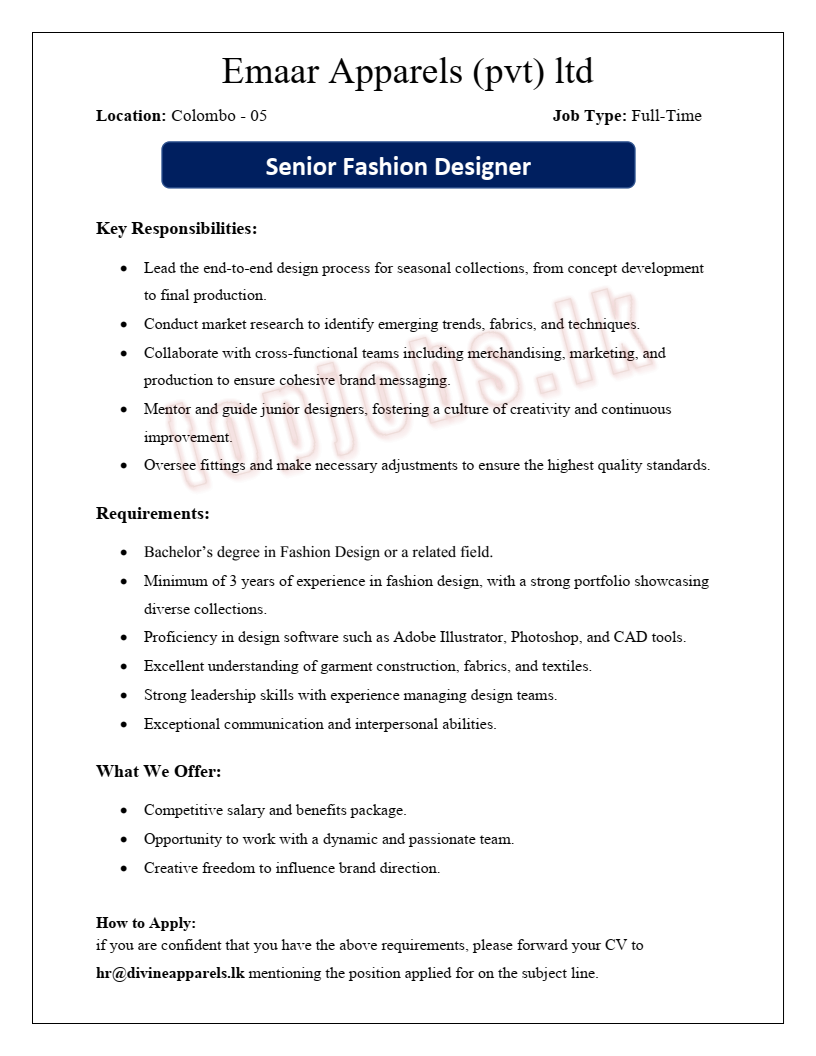 Emaar Apparels (pvt) ltd
Location: Colombo - 05 Job Type: Full-Time
Senior Fashion Designer
Key Responsibilities:
• Lead the end-to-end design process for seasonal collections, from concept development
to final production.
• Conduct market research to identify emerging trends, fabrics, and techniques.
• Collaborate with cross-functional teams including merchandising, marketing, and
production to ensure cohesive brand messaging.
• Mentor and guide junior designers, fostering a culture of creativity and continuous
improvement.
• Oversee fittings and make necessary adjustments to ensure the highest quality standards.
topjobs.lk
Requirements:
• Bachelor’s degree in Fashion Design or a related field.
• Minimum of 3 years of experience in fashion design, with a strong portfolio showcasing
diverse collections.
• Proficiency in design software such as Adobe Illustrator, Photoshop, and CAD tools.
• Excellent understanding of garment construction, fabrics, and textiles.
• Strong leadership skills with experience managing design teams.
• Exceptional communication and interpersonal abilities.
What We Offer:
• Competitive salary and benefits package.
• Opportunity to work with a dynamic and passionate team.
• Creative freedom to influence brand direction.
How to Apply:
if you are confident that you have the above requirements, please forward your CV to
hr@divineapparels.lk mentioning the position applied for on the subject line.